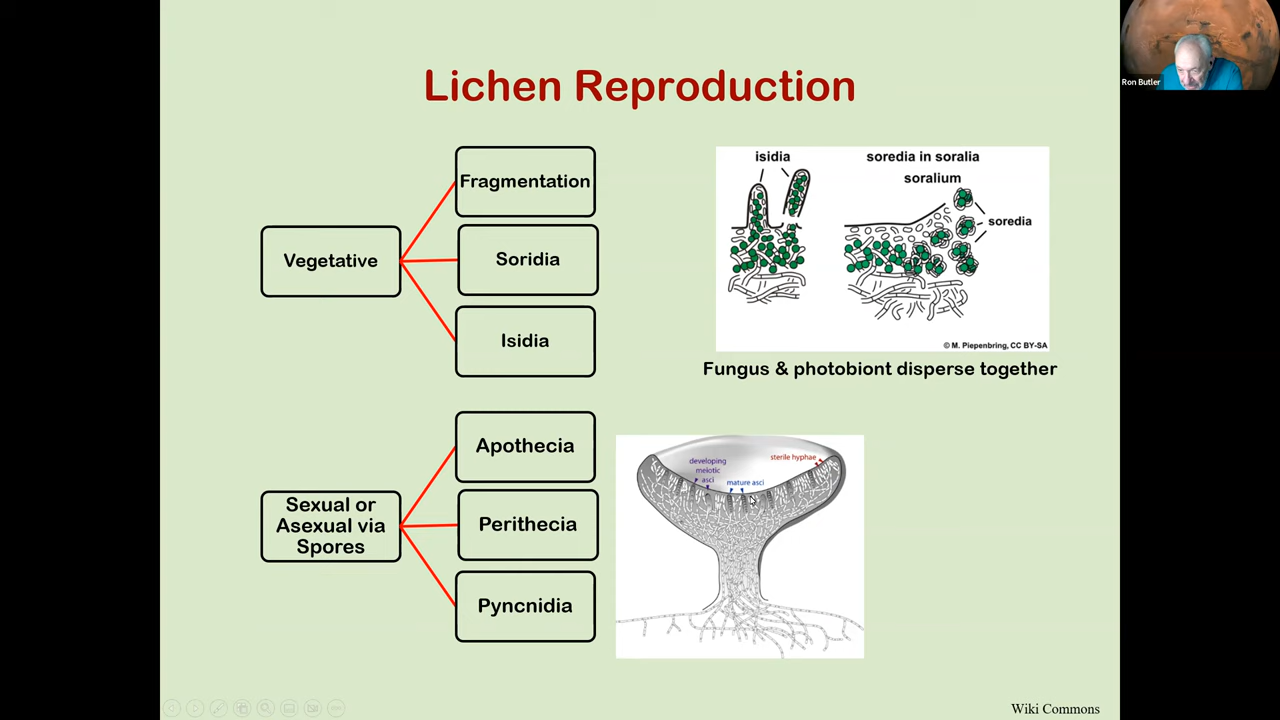 Lichen Reproduction
Ron Butler
Vegetative
Fragmentation
Soridia
Isidia
isidia
soredia in soralia
soralium
soredia
© M. Piepenbring, CC BY-SA
Fungus & photobiont disperse together
Sexual or
Asexual via
Spores
Apothecia
Perithecia
Pyncnidia
developing
meiotic
asci
mature asci
sterile hyphae
Wiki Commons